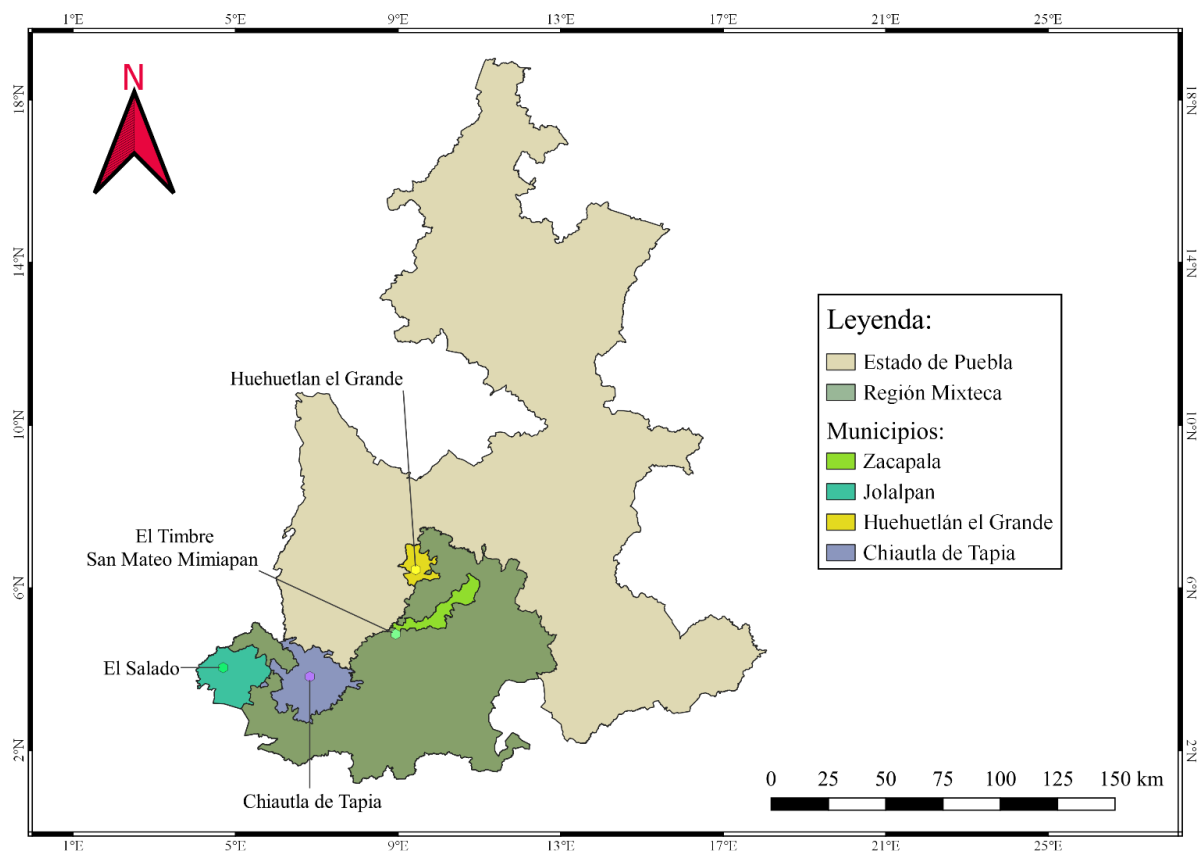 1°E 5°E 9°E 13°E 17°E 21°E 25°E
N
18°N 18°N
14°N 14°N
Leyenda:
Estado de Puebla
Región Mixteca
Municipios:
Zacapala
Jolalpan
Huehuetlán el Grande
Chiautla de Tapia
Huehuetlan el Grande
10°N 10°N
El Timbre
San Mateo Mimiapan
6°N 6°N
El Salado
2°N 2°N
Chiautla de Tapia
0 25 50 75 100 125 150 km
1°E 5°E 9°E 13°E 17°E 21°E 25°E